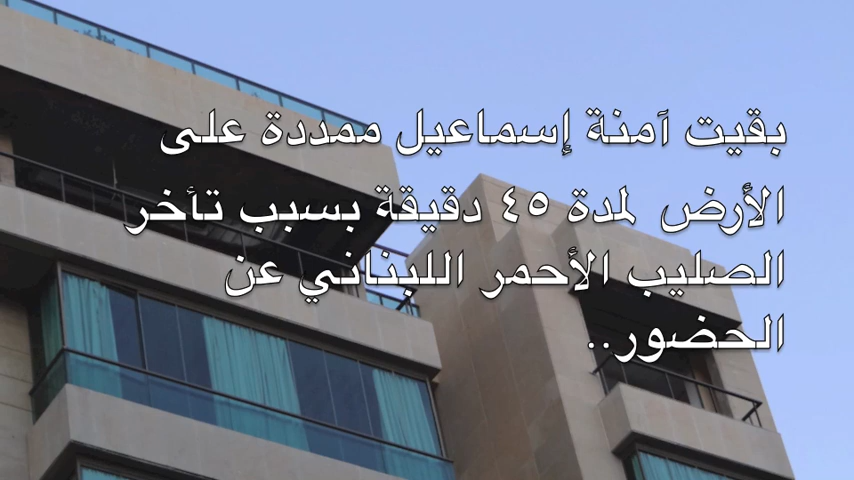 بقيت آمنة إسماعيل ممددة على
الأرض لمدة ٤٥ دقيقة بسبب تأخر
الصليب الأحمر اللبناني عن
الحضور..